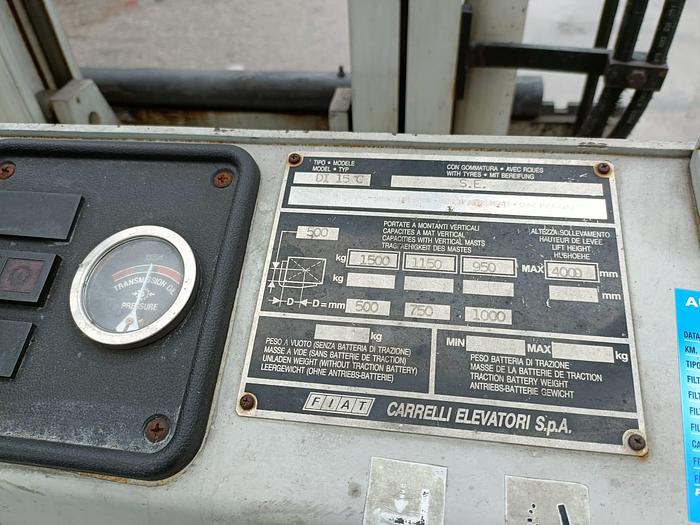 TRANSMISSION OIL
PRESSURE
TIPO • MODELE
MODEL • TYP
DI 15 C
CON GOMMATURA • AVEC ROUES
WITH TYRES • MIT BEREIFUNG
S.E.
500
PORTATE A MONTANTI VERTICALI
CAPACITES A MAT VERTICAL
CAPACITIES WITH VERTICAL MASTS
TRAGFAEHIGKEIT DES MASTES
ALTEZZA SOLLEVAMENTO
HAUTEUR DE LEVEE
LIFT HEIGHT
HUBHOEHE
kg 1500 1150 950 MAX 4000 mm
kg mm
D D=mm 500 750 1000
kg
PESO A VUOTO (SENZA BATTERIA DI TRAZIONE)
MASSE A VIDE (SANS BATTERIE DE TRACTION)
UNLADEN WEIGHT (WITHOUT TRACTION BATTERY)
LEERGEWICHT (OHNE ANTRIEBS-BATTERIE)
MIN MAX kg
PESO BATTERIA DI TRAZIONE
MASSE DE LA BATTERIE DE TRACTION
TRACTION BATTERY WEIGHT
ANTRIEBS-BATTERIE GEWICHT
FIAT CARRELLI ELEVATORI S.p.A.
DATA
KM.
TIPO